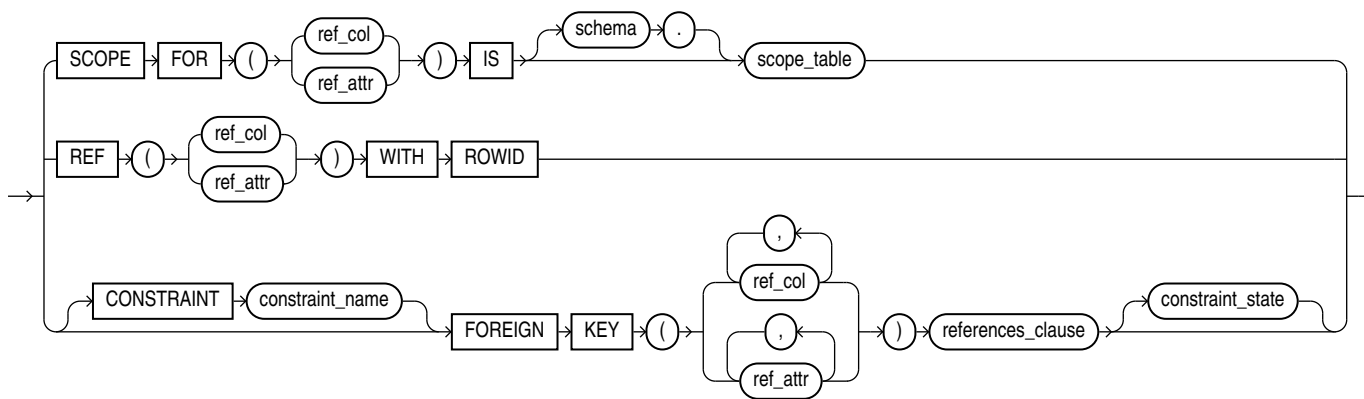 SCOPE FOR ( ref_col ref_attr ) IS schema . scope_table
REF ( ref_col ref_attr ) WITH ROWID
CONSTRAINT constraint_name FOREIGN KEY ( , ref_col , ref_attr ) references_clause constraint_state